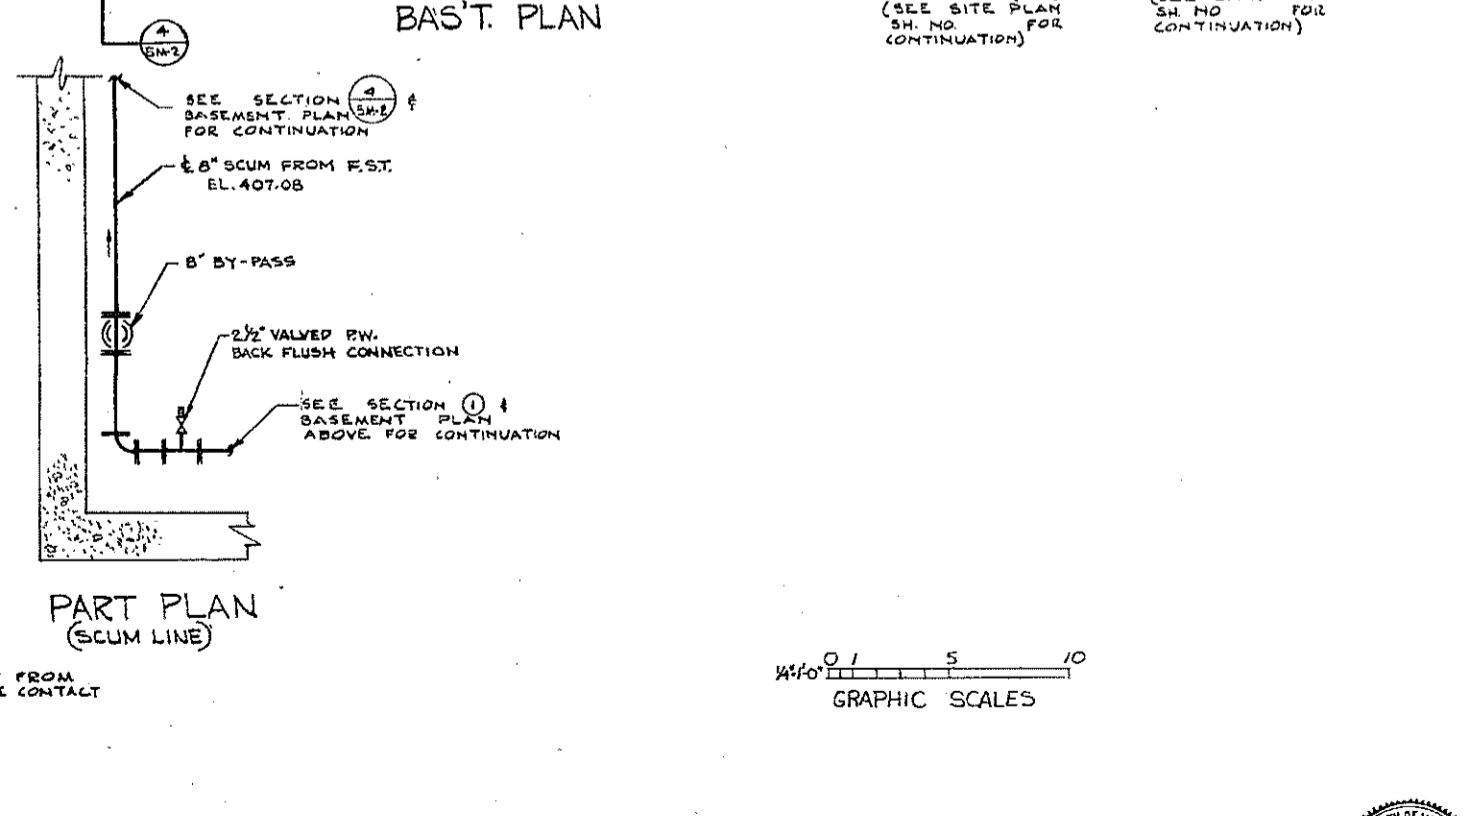 BAS'T. PLAN
(SEE SITE PLAN
SH. NO. FOR
CONTINUATION)
SH. NO FOR
CONTINUATION)
4
SM-2
SEE SECTION 4 &
SM-2
BASEMENT. PLAN
FOR CONTINUATION
℄ 8" SCUM FROM F.S.T.
EL. 407.08
8" BY-PASS
2½" VALVED P.W.
BACK FLUSH CONNECTION
SEE SECTION 1 &
BASEMENT PLAN
ABOVE FOR CONTINUATION
PART PLAN
(SCUM LINE)
FROM
CONTACT
0 1 5 10
¼"=1'-0"
GRAPHIC SCALES